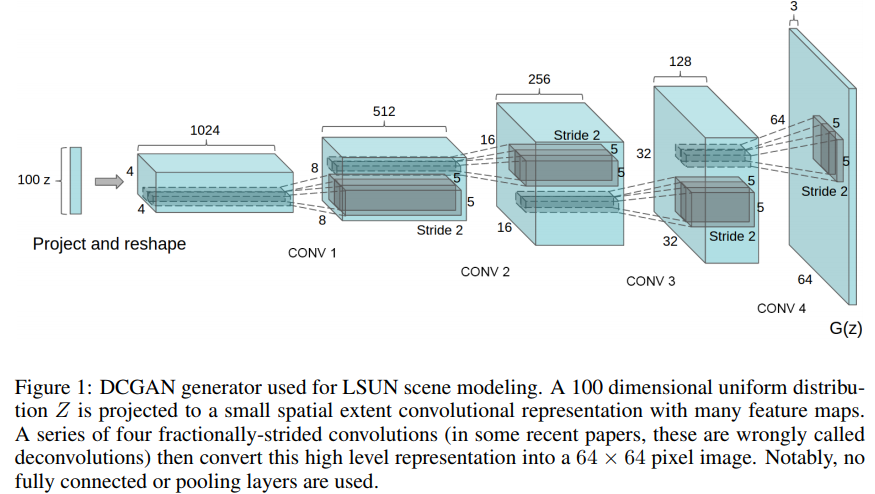 3
128
256
64
512
5
16
Stride 2
1024
5
32
8
5
5
100 z
4
5
5
Stride 2
4
5
5
8
16
32
Stride 2
Stride 2
Project and reshape
CONV 1
CONV 2
CONV 3
64
CONV 4
G(z)
Figure 1: DCGAN generator used for LSUN scene modeling. A 100 dimensional uniform distribu-
tion Z is projected to a small spatial extent convolutional representation with many feature maps.
A series of four fractionally-strided convolutions (in some recent papers, these are wrongly called
deconvolutions) then convert this high level representation into a 64 × 64 pixel image. Notably, no
fully connected or pooling layers are used.